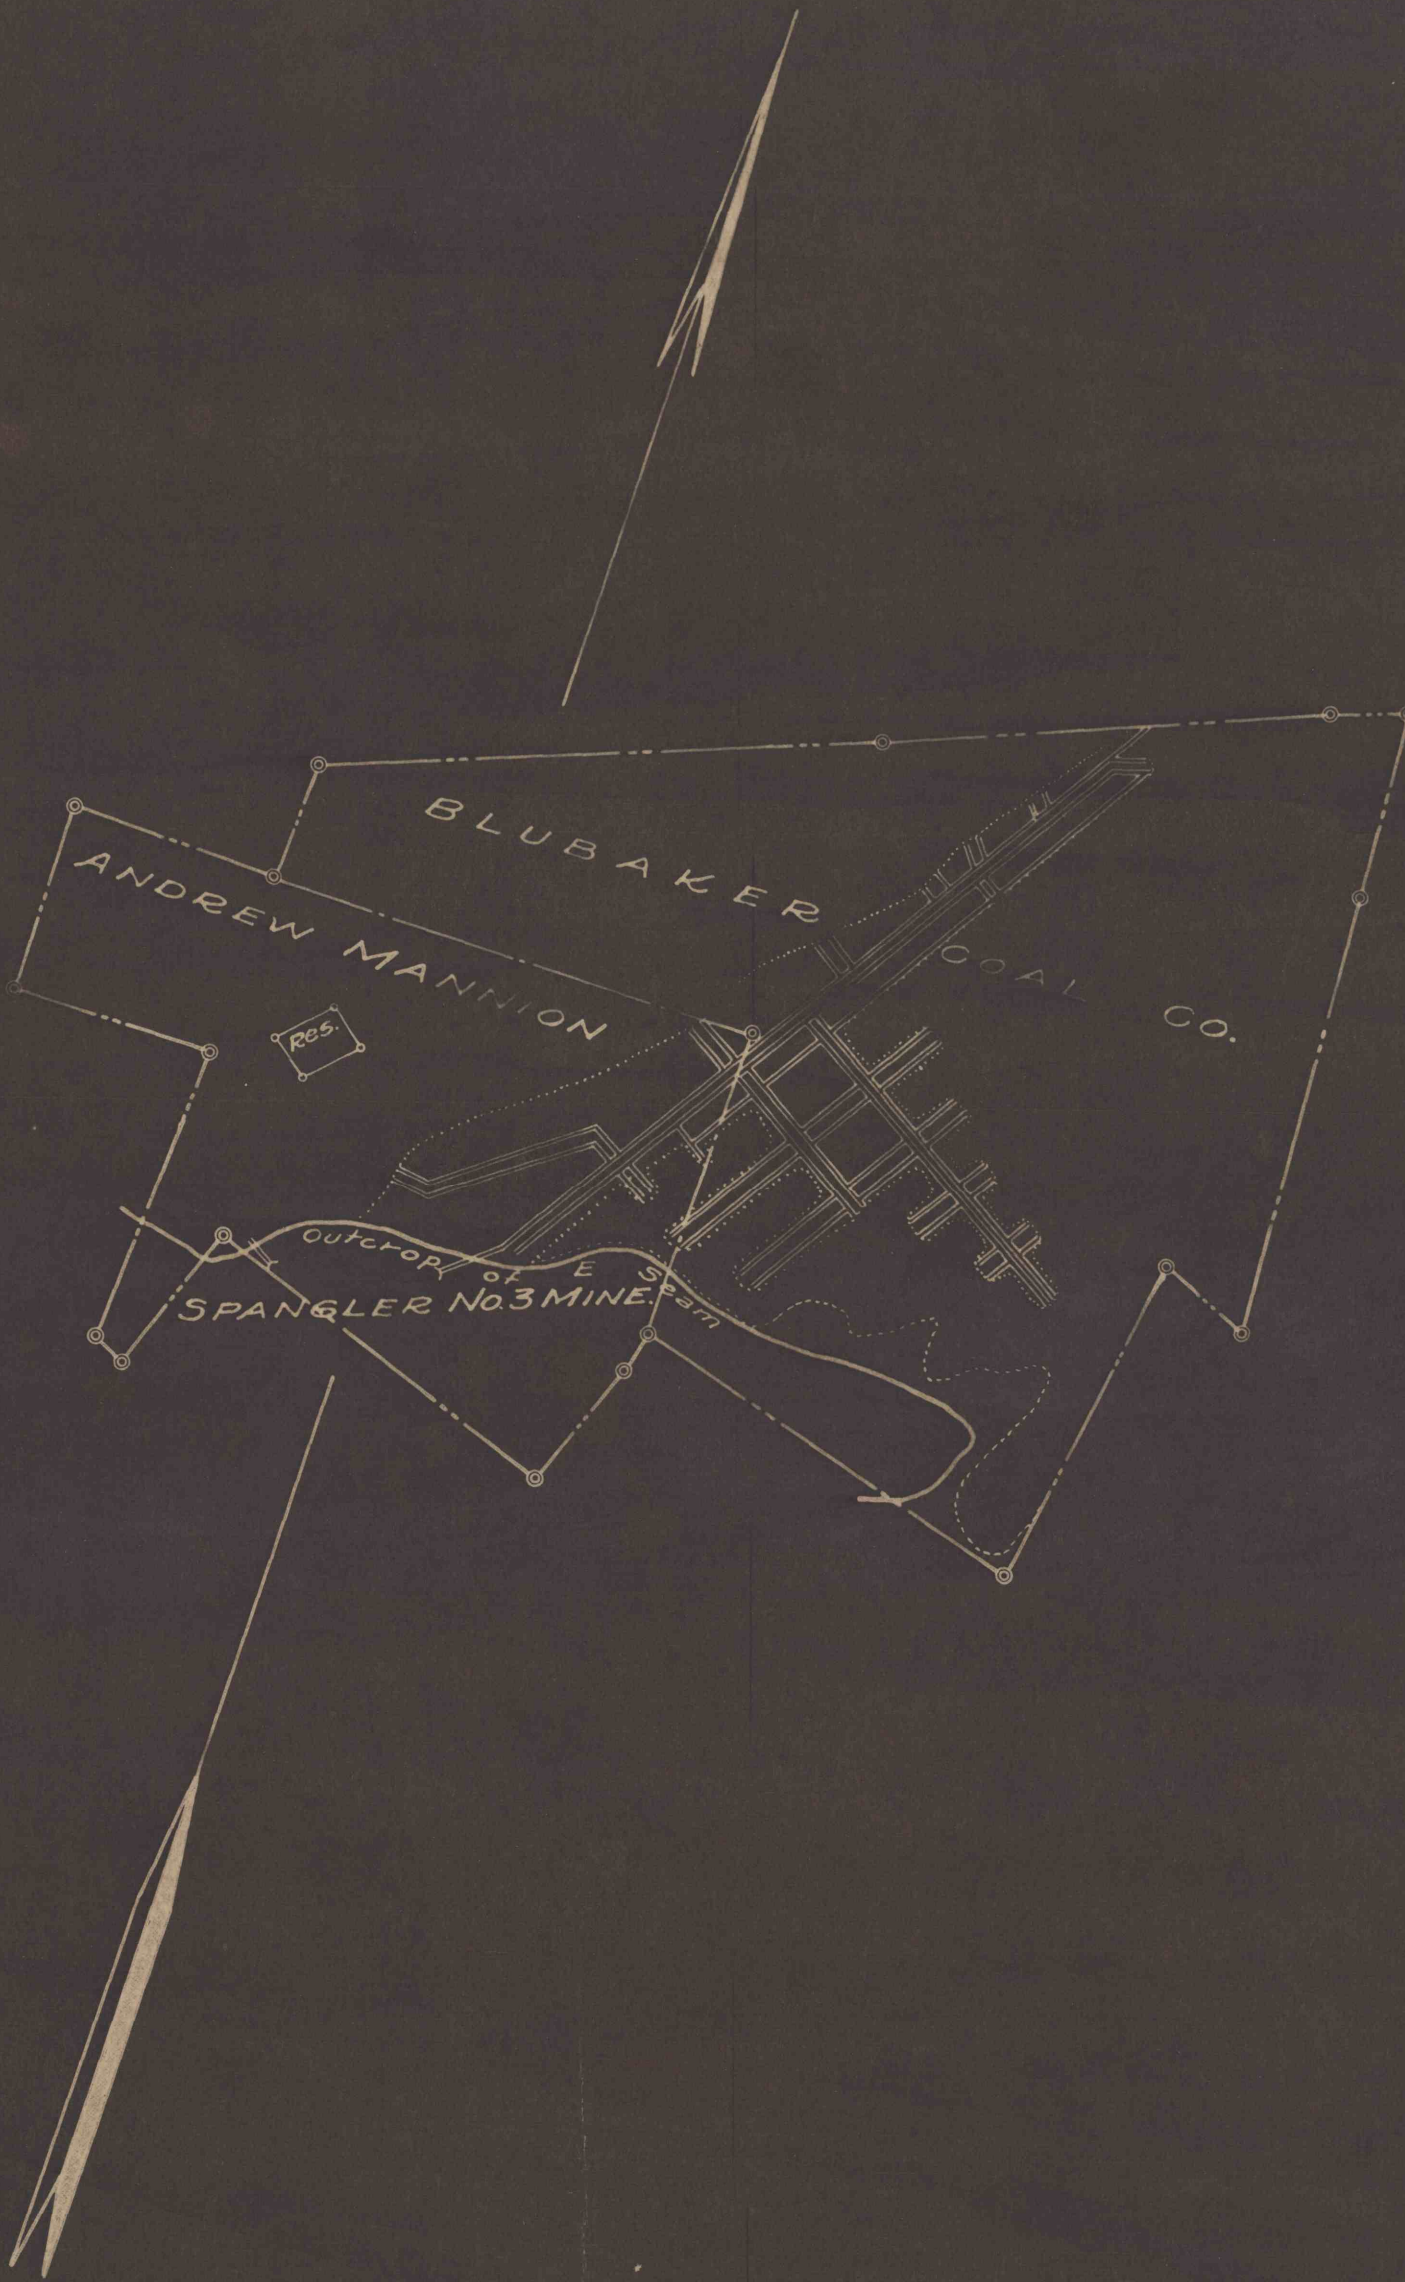 BLUBAKER COAL CO.
ANDREW MANNION
Res.
Outcrop of E Seam
SPANGLER No.3 MINE.